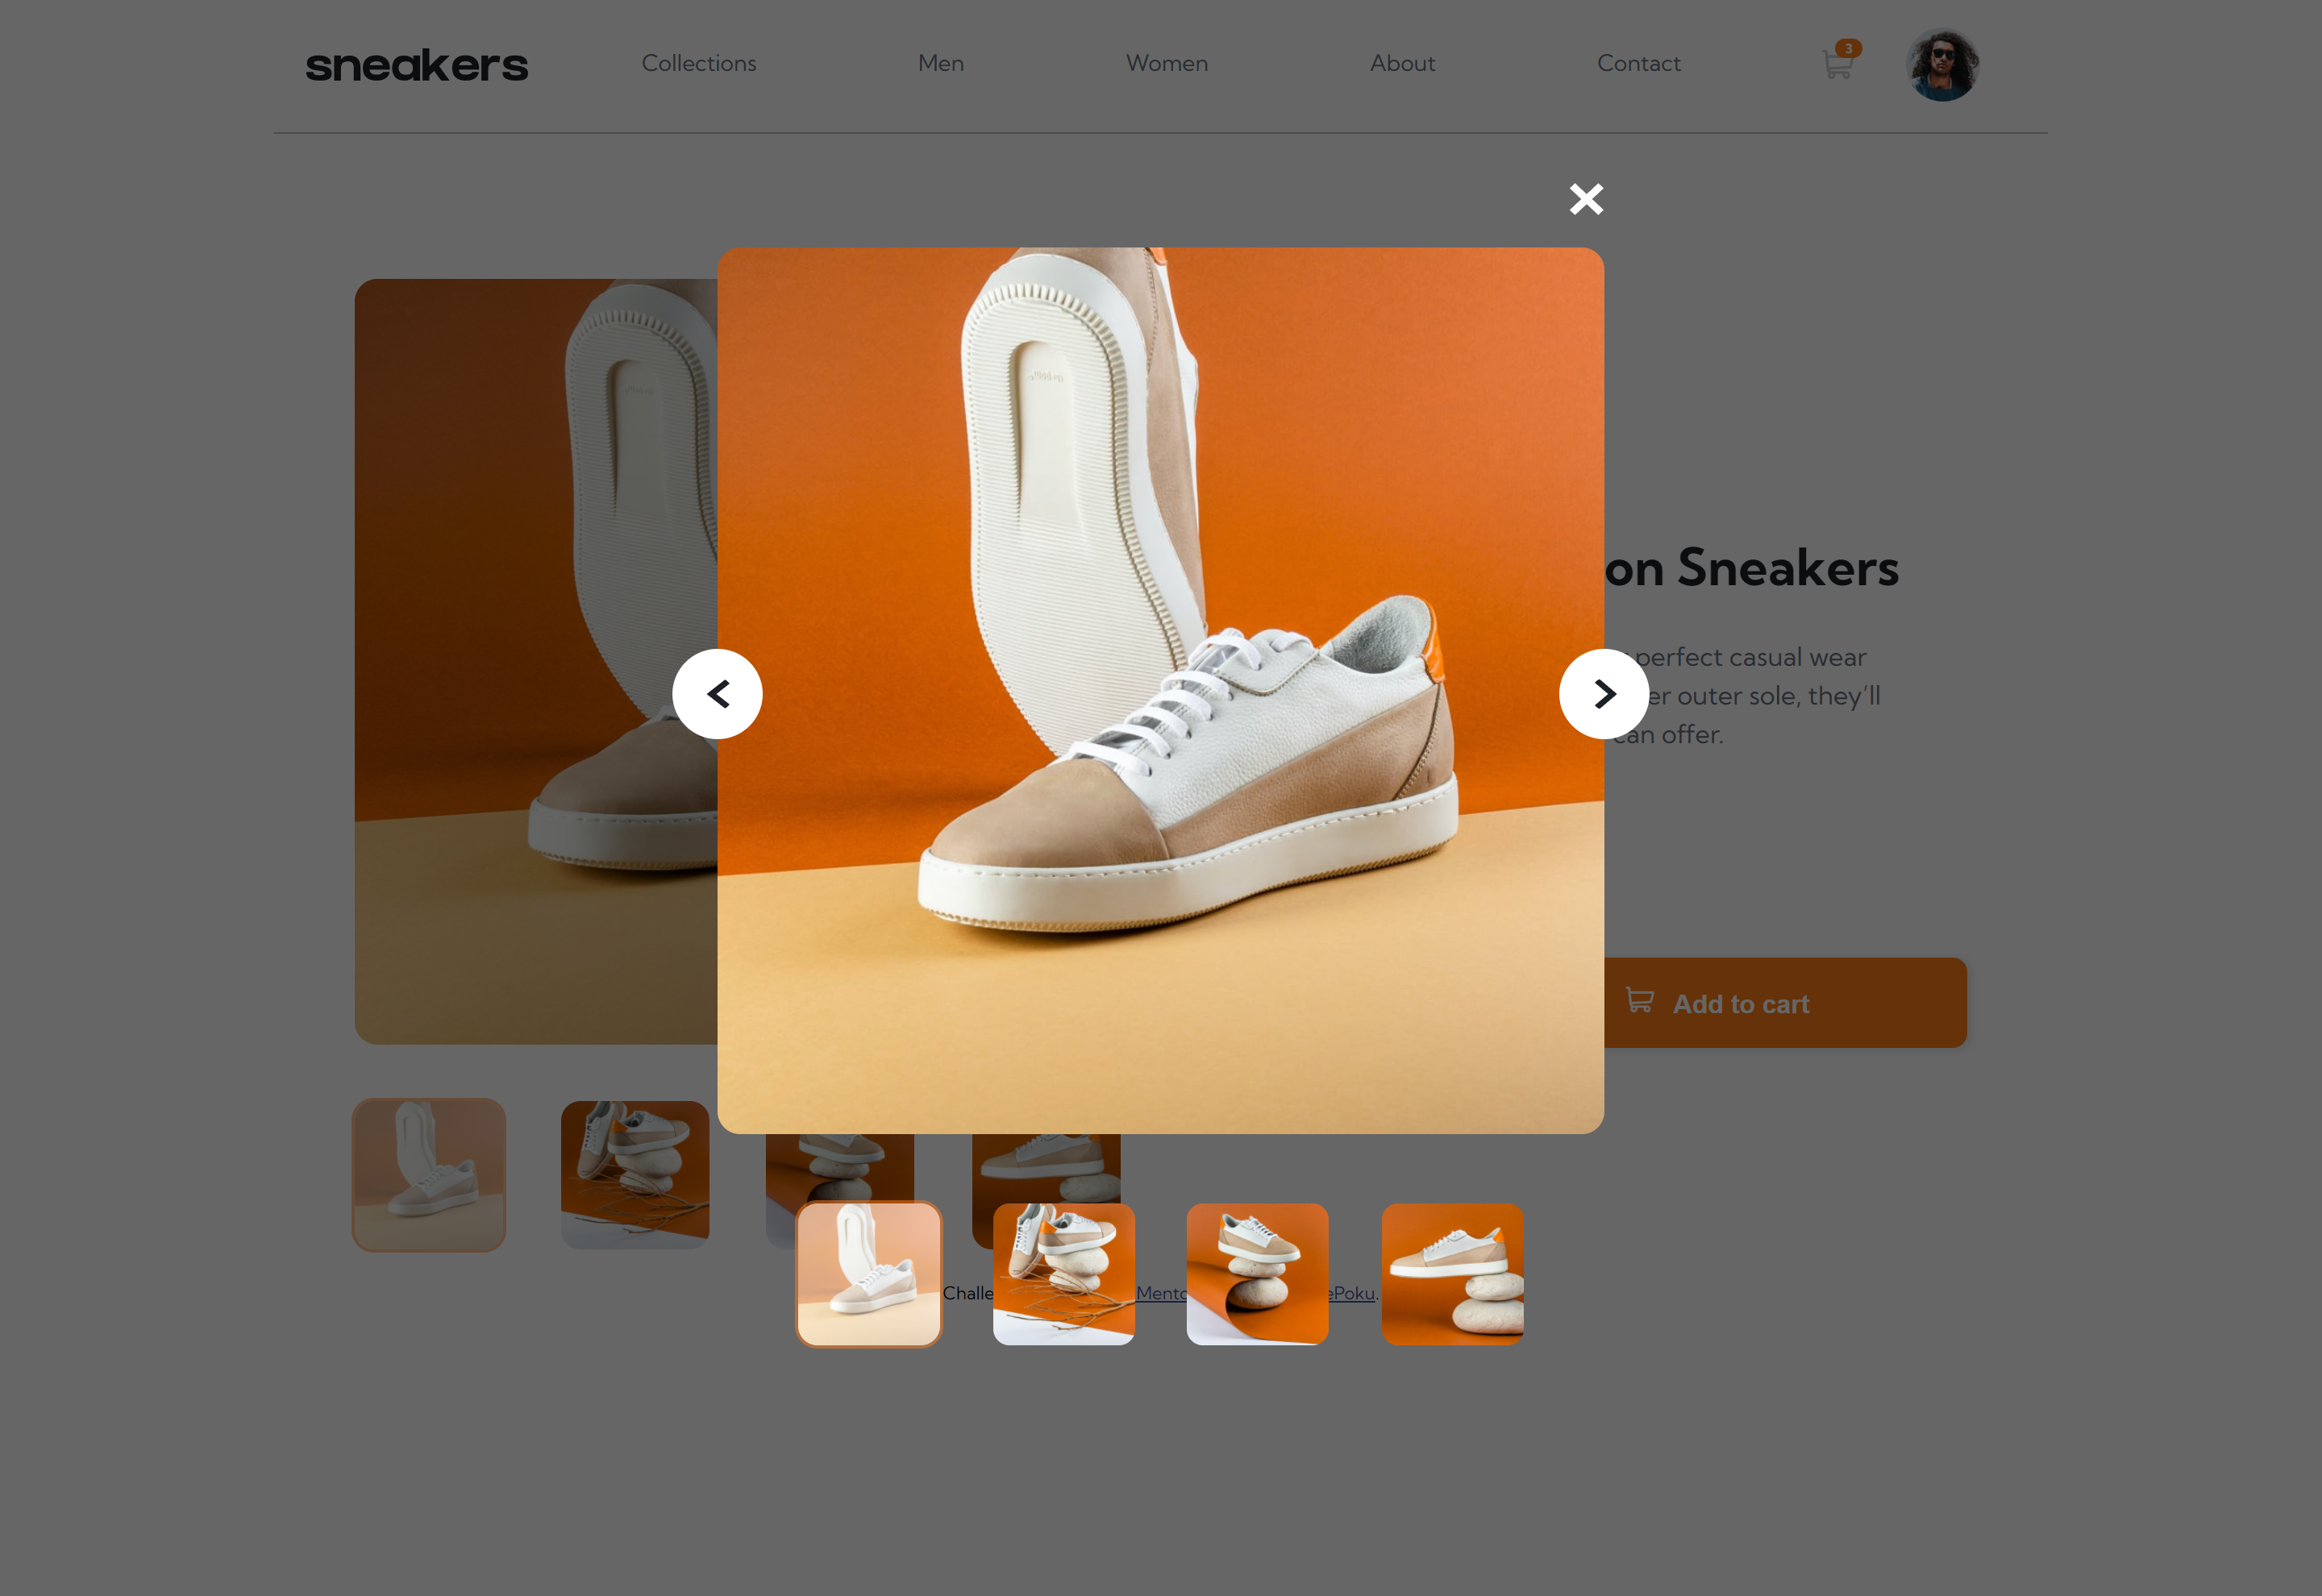 sneakers
Collections
Men
Women
About
Contact
3
on Sneakers
perfect casual wear
er outer sole, they’ll
can offer.
Add to cart
Challe
Mento
ePoku.